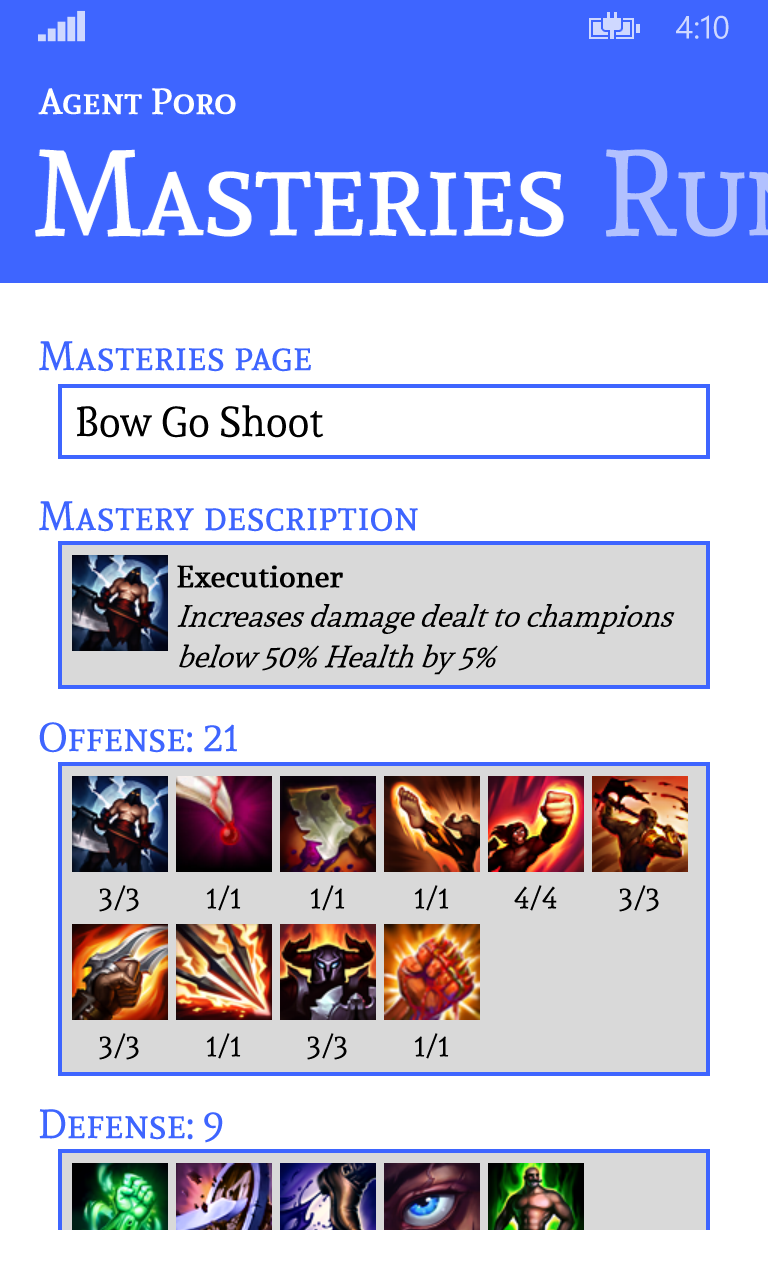 4:10
Agent Poro
Masteries Run
Masteries page
Bow Go Shoot
Mastery description
Executioner
Increases damage dealt to champions
below 50% Health by 5%
Offense: 21
3/3 1/1 1/1 1/1 4/4 3/3
3/3 1/1 3/3 1/1
Defense: 9